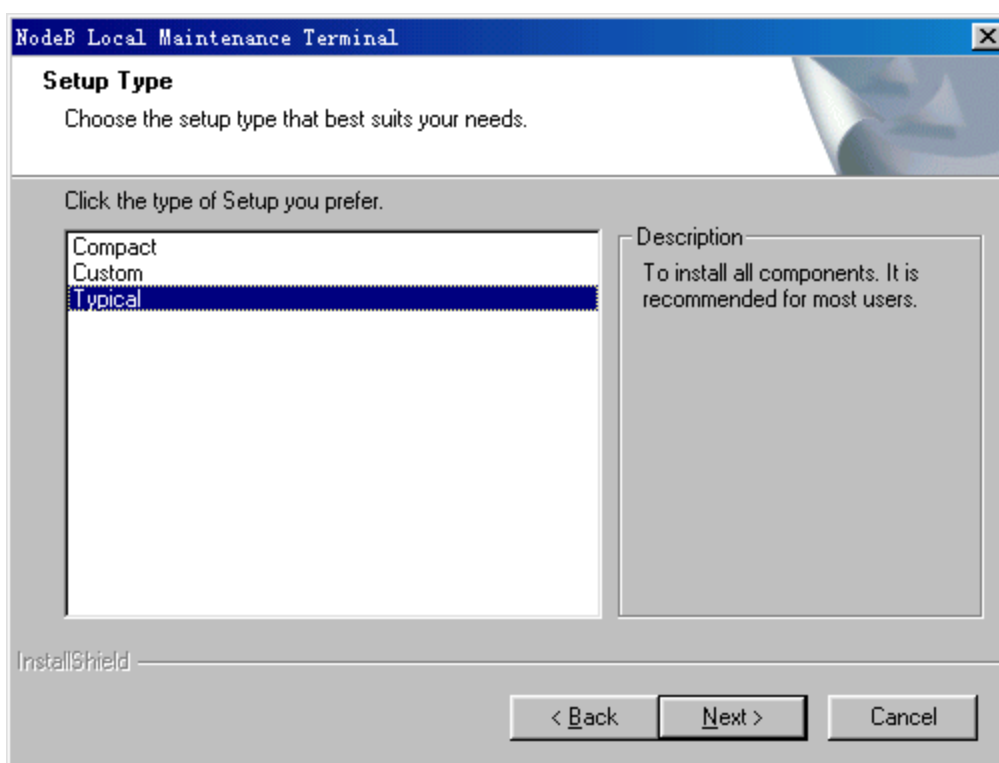 NodeB Local Maintenance Terminal
Setup Type
Choose the setup type that best suits your needs.
Click the type of Setup you prefer.
Compact
Custom
Typical
Description
To install all components. It is
recommended for most users.
InstallShield
< Back
Next >
Cancel